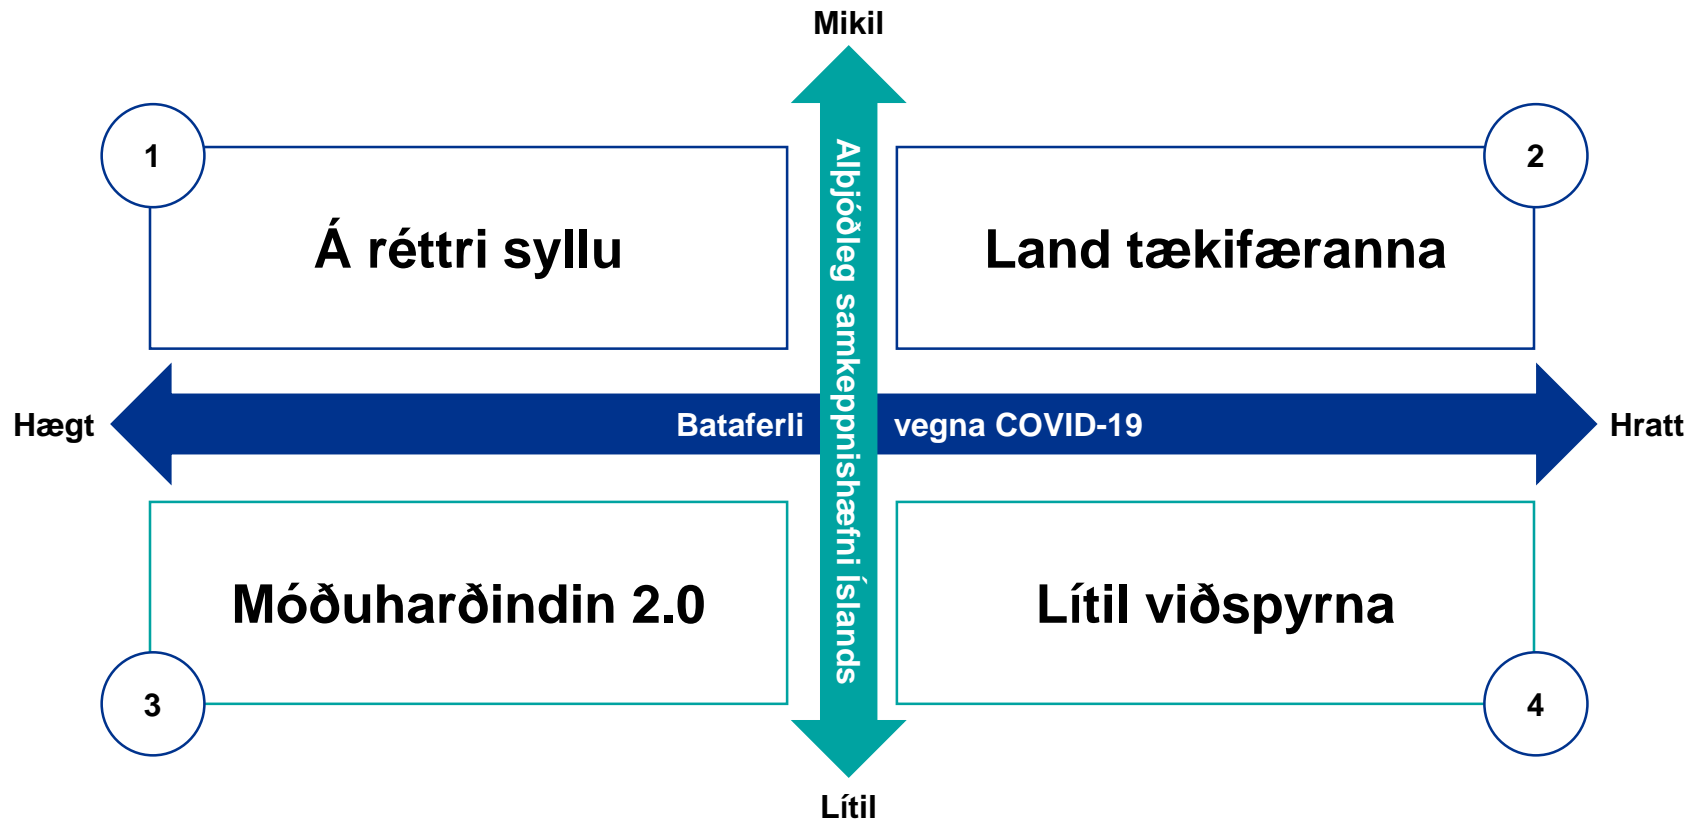 Mikil
1
Á réttri syllu
2
Land tækifæranna
Alþjóðleg samkeppnishæfni Íslands
Hægt
Bataferli vegna COVID-19
Hratt
Móðuharðindin 2.0
3
Lítil viðspyrna
4
Lítil